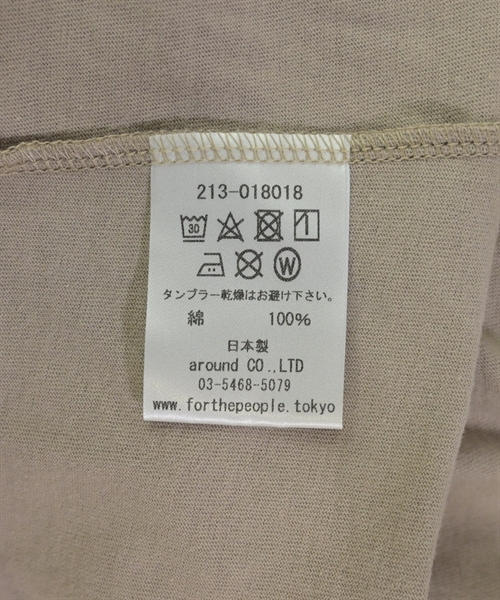 213-018018
30
W
タンブラー乾燥はお避け下さい。
綿 100%
日本製
around CO.,LTD
03-5468-5079
www.forthepeople.tokyo